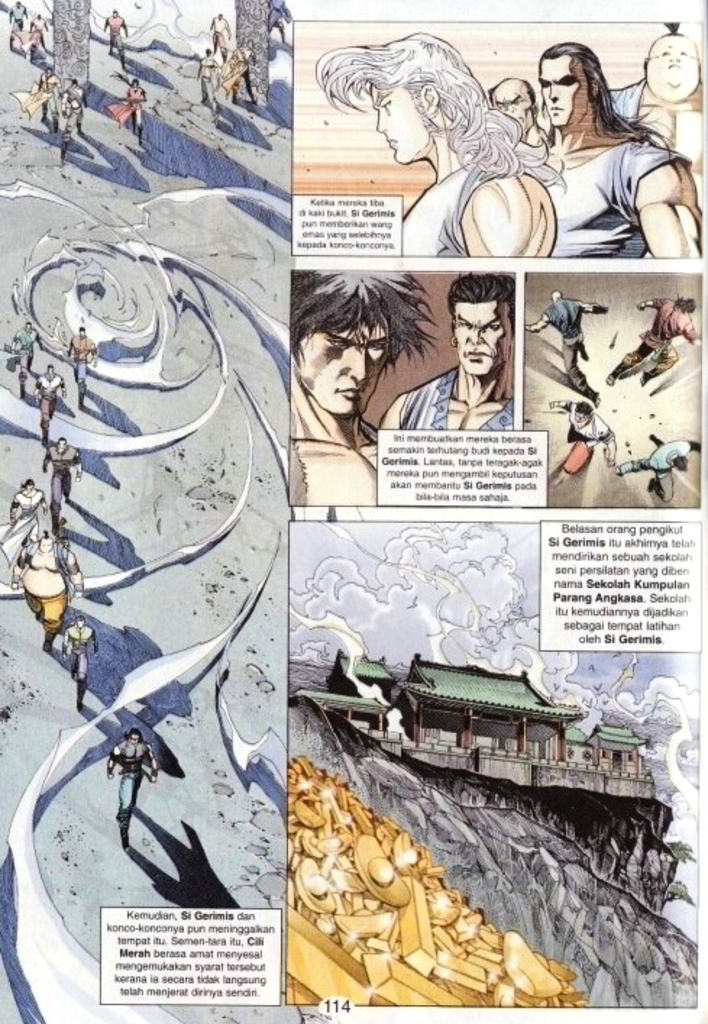 Ketika mereka tiba
di kaki bukit, Si Gerimis
pun memberikan wang
emas yang selebihnya
kepada konco-konconya.
Ini membuatkan mereka berasa
semakin terhutang budi kepada Si
Gerimis. Lantas, tanpa teragak-agak
mereka pun mengambil keputusan
akan membantu Si Gerimis pada
bila-bila masa sahaja.
Belasan orang pengikut
Si Gerimis itu akhirnya telah
mendirikan sebuah sekolah
seni persilatan yang diberi
nama Sekolah Kumpulan
Parang Angkasa. Sekolah
itu kemudiannya dijadikan
sebagai tempat latihan
oleh Si Gerimis.
Kemudian, Si Gerimis dan
konco-konconya pun meninggalkan
tempat itu. Semen-tara itu, Cili
Merah berasa amat menyesal
mengemukakan syarat tersebut
kerana ia secara tidak langsung
telah menjerat dirinya sendiri.
114